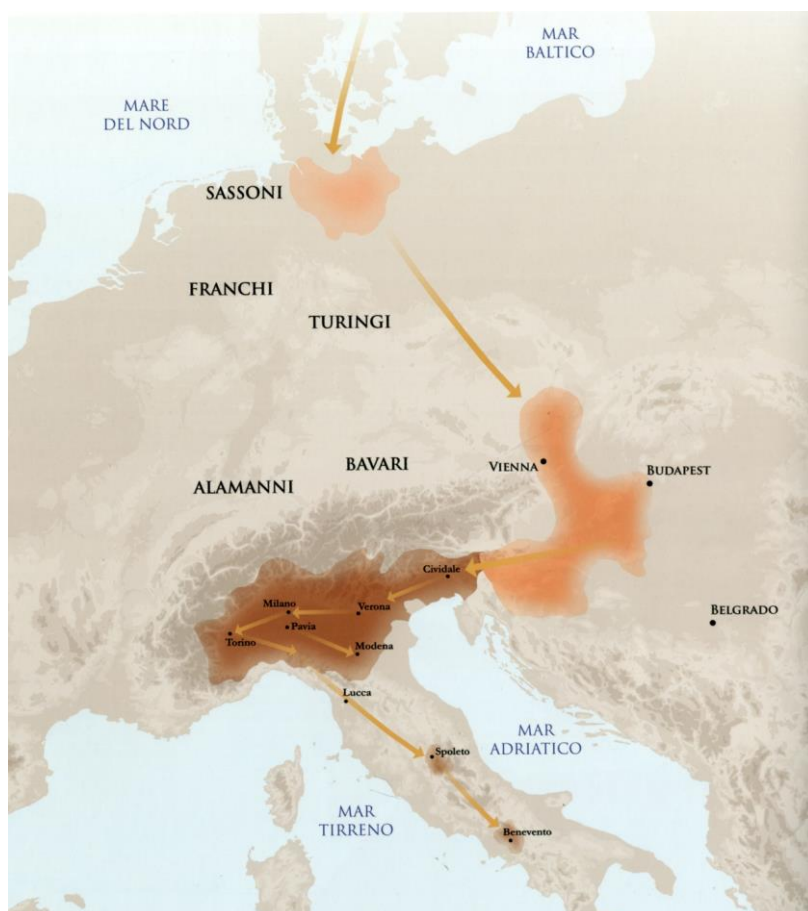 MAR
BALTICO
MARE
DEL NORD
SASSONI
FRANCHI
TURINGI
BAVARI
VIENNA
BUDAPEST
ALAMANNI
Cividale
Milano
Verona
BELGRADO
Pavia
Torino
Modena
Lucca
MAR
ADRIATICO
Spoleto
MAR
TIRRENO
Benevento